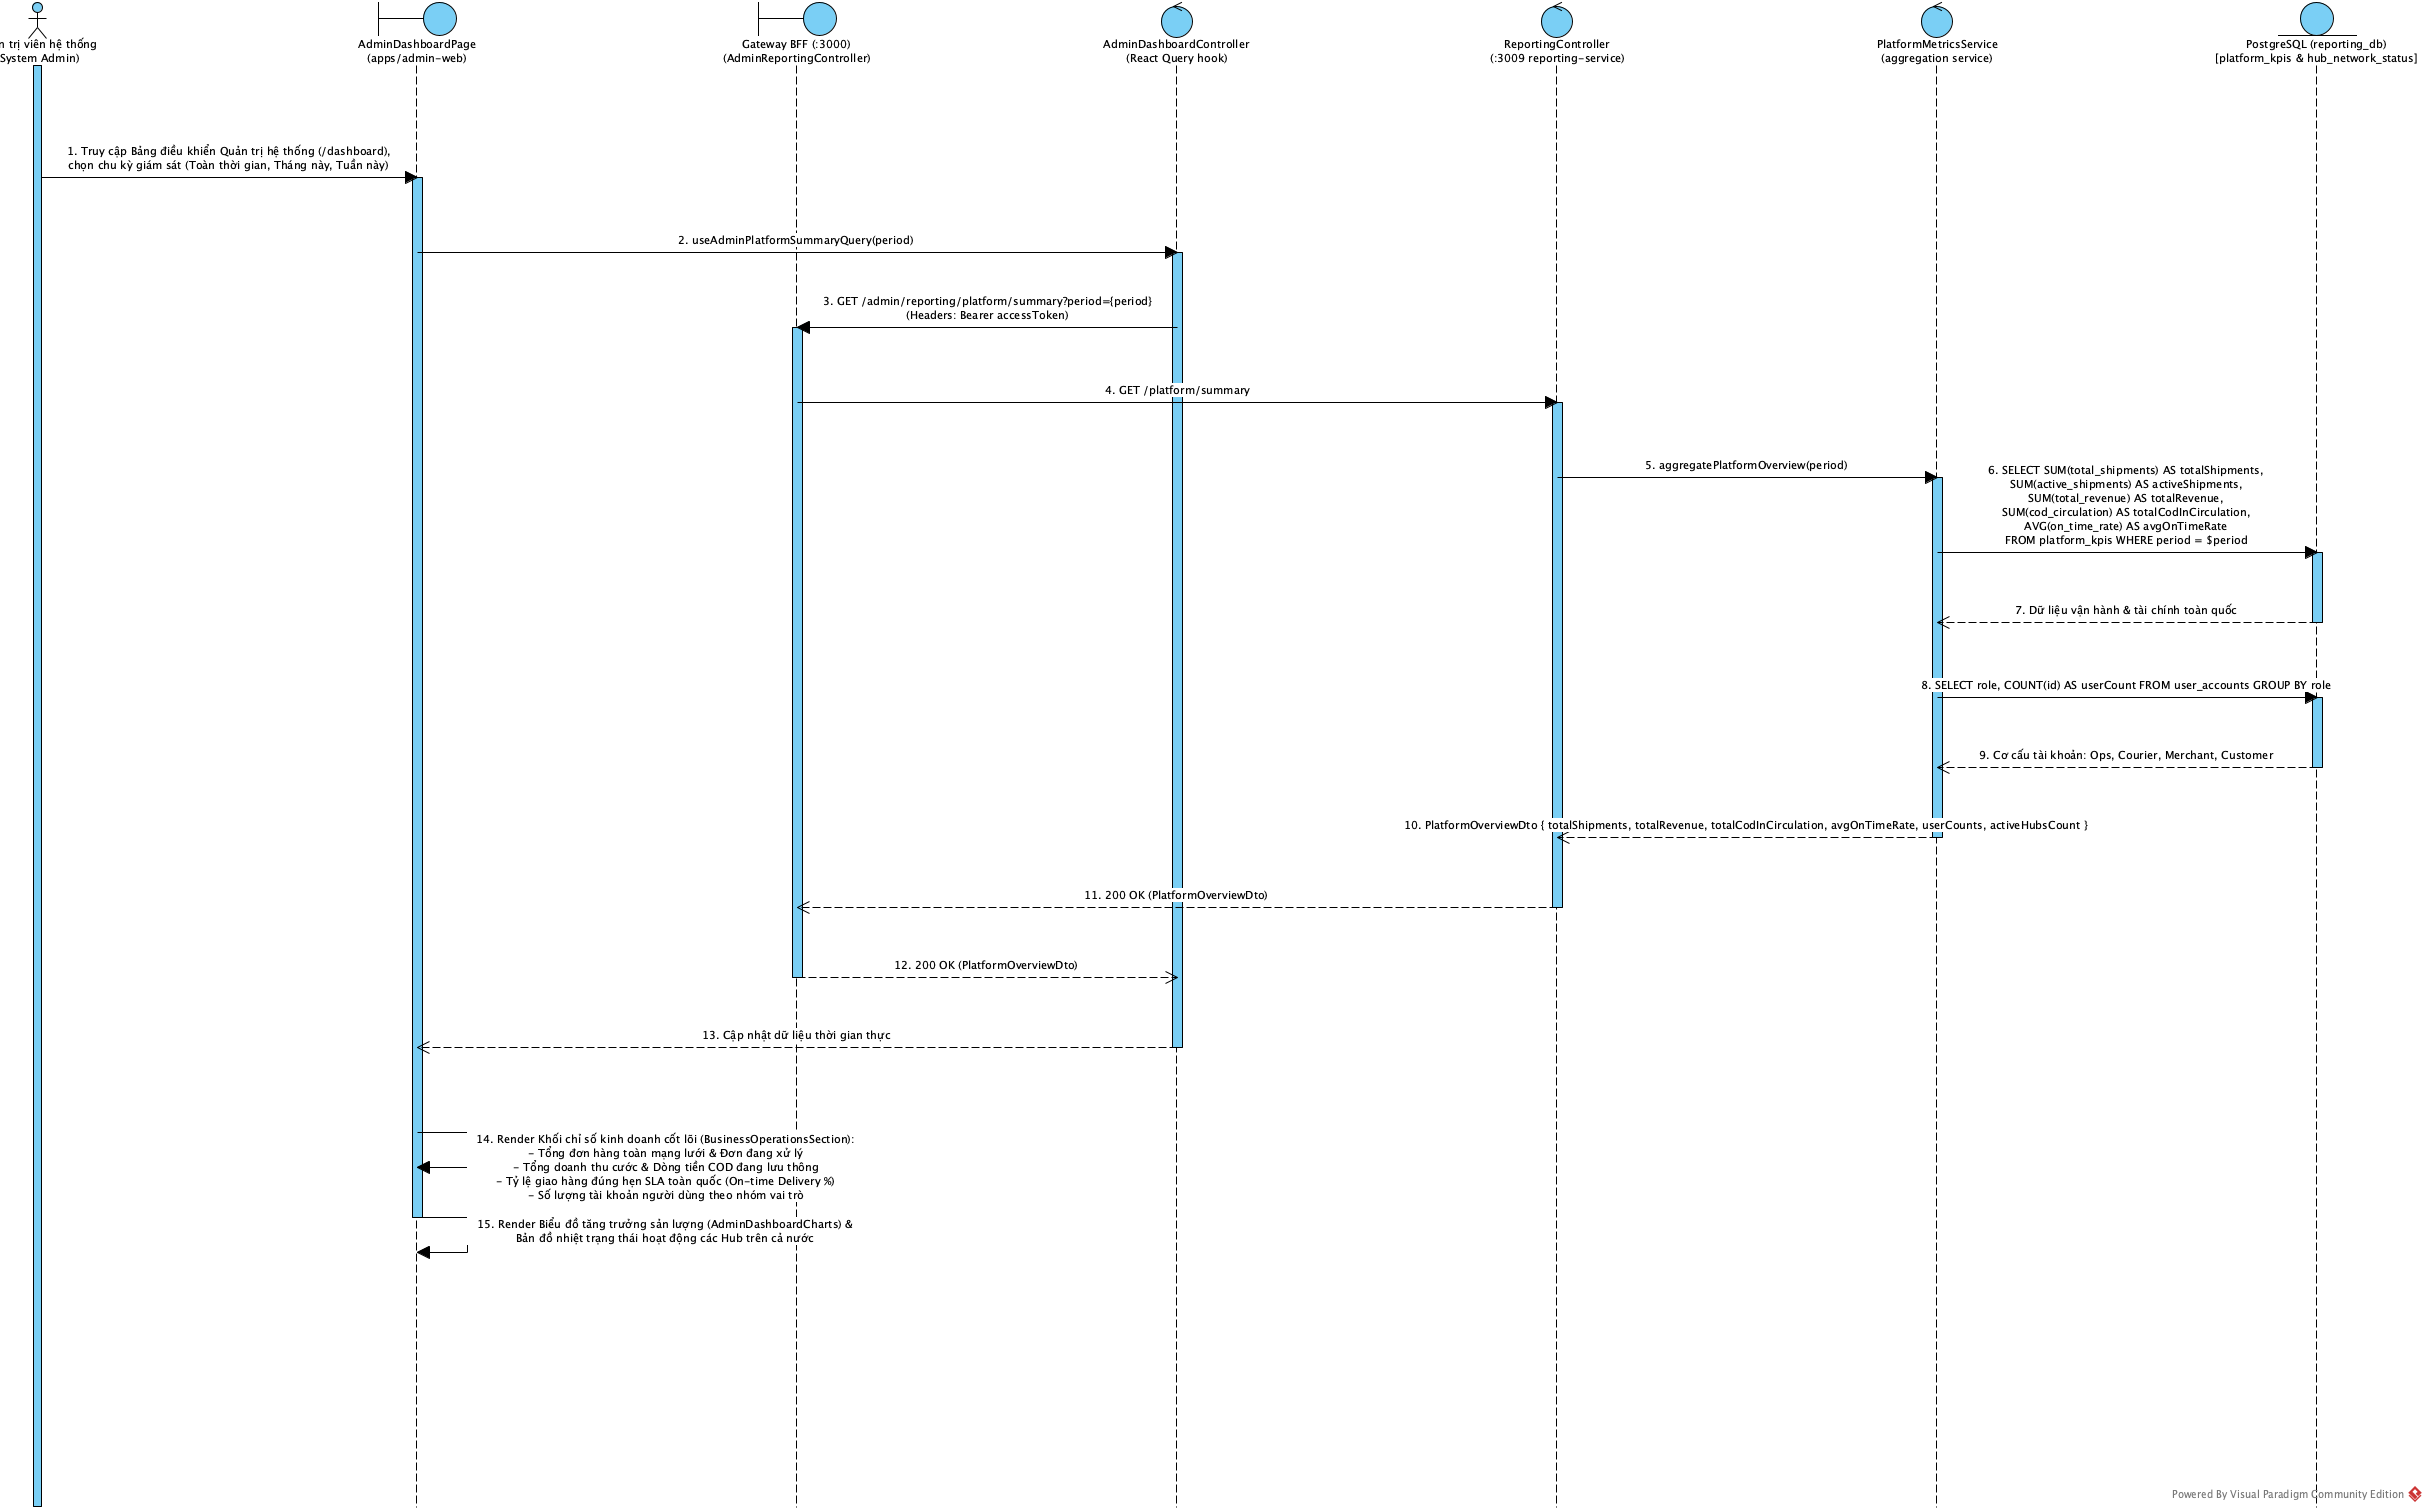 n trị viên hệ thống
System Admin)
AdminDashboardPage
(apps/admin-web)
Gateway BFF (:3000)
(AdminReportingController)
AdminDashboardController
(React Query hook)
ReportingController
(:3009 reporting-service)
PlatformMetricsService
(aggregation service)
PostgreSQL (reporting_db)
[platform_kpis & hub_network_status]
1. Truy cập Bảng điều khiển Quản trị hệ thống (/dashboard),
chọn chu kỳ giám sát (Toàn thời gian, Tháng này, Tuần này)
2. useAdminPlatformSummaryQuery(period)
3. GET /admin/reporting/platform/summary?period={period}
(Headers: Bearer accessToken)
4. GET /platform/summary
5. aggregatePlatformOverview(period)
6. SELECT SUM(total_shipments) AS totalShipments,
SUM(active_shipments) AS activeShipments,
SUM(total_revenue) AS totalRevenue,
SUM(cod_circulation) AS totalCodInCirculation,
AVG(on_time_rate) AS avgOnTimeRate
FROM platform_kpis WHERE period = $period
7. Dữ liệu vận hành & tài chính toàn quốc
8. SELECT role, COUNT(id) AS userCount FROM user_accounts GROUP BY role
9. Cơ cấu tài khoản: Ops, Courier, Merchant, Customer
10. PlatformOverviewDto { totalShipments, totalRevenue, totalCodInCirculation, avgOnTimeRate, userCounts, activeHubsCount }
11. 200 OK (PlatformOverviewDto)
12. 200 OK (PlatformOverviewDto)
13. Cập nhật dữ liệu thời gian thực
14. Render Khối chỉ số kinh doanh cốt lõi (BusinessOperationsSection):
- Tổng đơn hàng toàn mạng lưới & Đơn đang xử lý
- Tổng doanh thu cước & Dòng tiền COD đang lưu thông
- Tỷ lệ giao hàng đúng hẹn SLA toàn quốc (On-time Delivery %)
- Số lượng tài khoản người dùng theo nhóm vai trò
15. Render Biểu đồ tăng trưởng sản lượng (AdminDashboardCharts) &
Bản đồ nhiệt trạng thái hoạt động các Hub trên cả nước
Powered By Visual Paradigm Community Edition